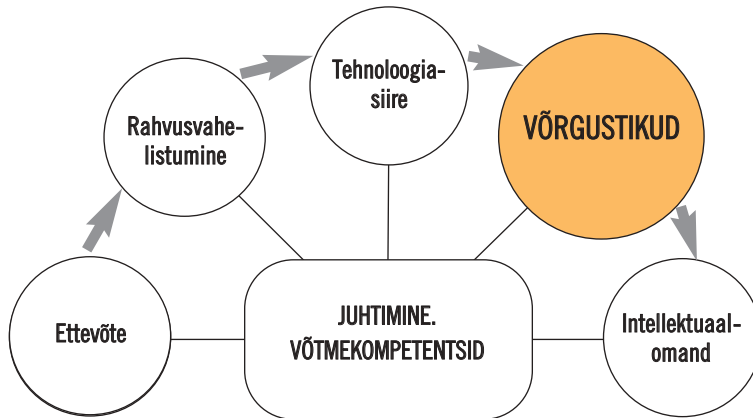 Tehnoloogia-
siire
VÕRGUSTIKUD
Rahvusvahe-
listumine
Ettevõte
JUHTIMINE.
VÕTMEKOMPETENTSID
Intellektuaal-
omand